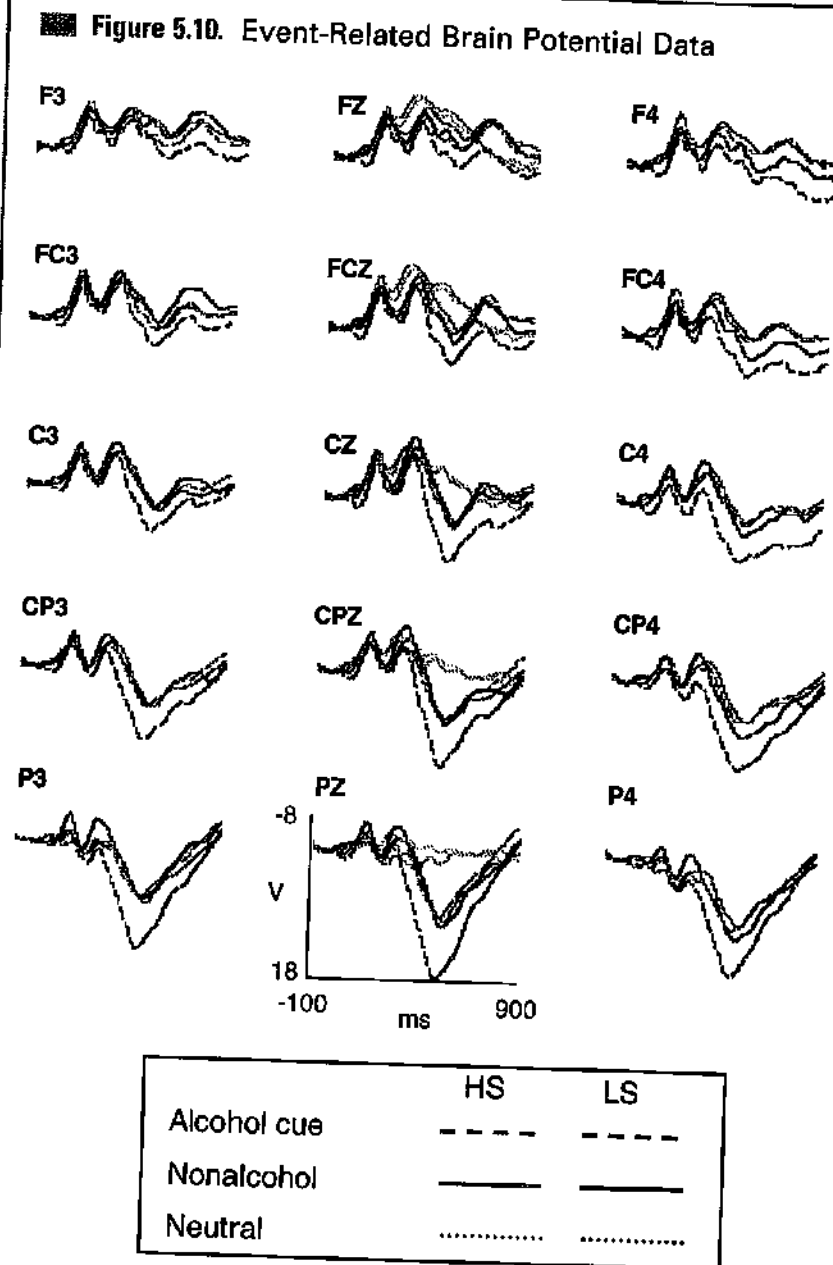 Figure 5.10. Event-Related Brain Potential Data
F3 FZ F4
FC3 FCZ FC4
C3 CZ C4
CP3 CPZ CP4
P3 PZ P4
-8
V
18
-100 900
ms
HS LS
Alcohol cue
Nonalcohol
Neutral